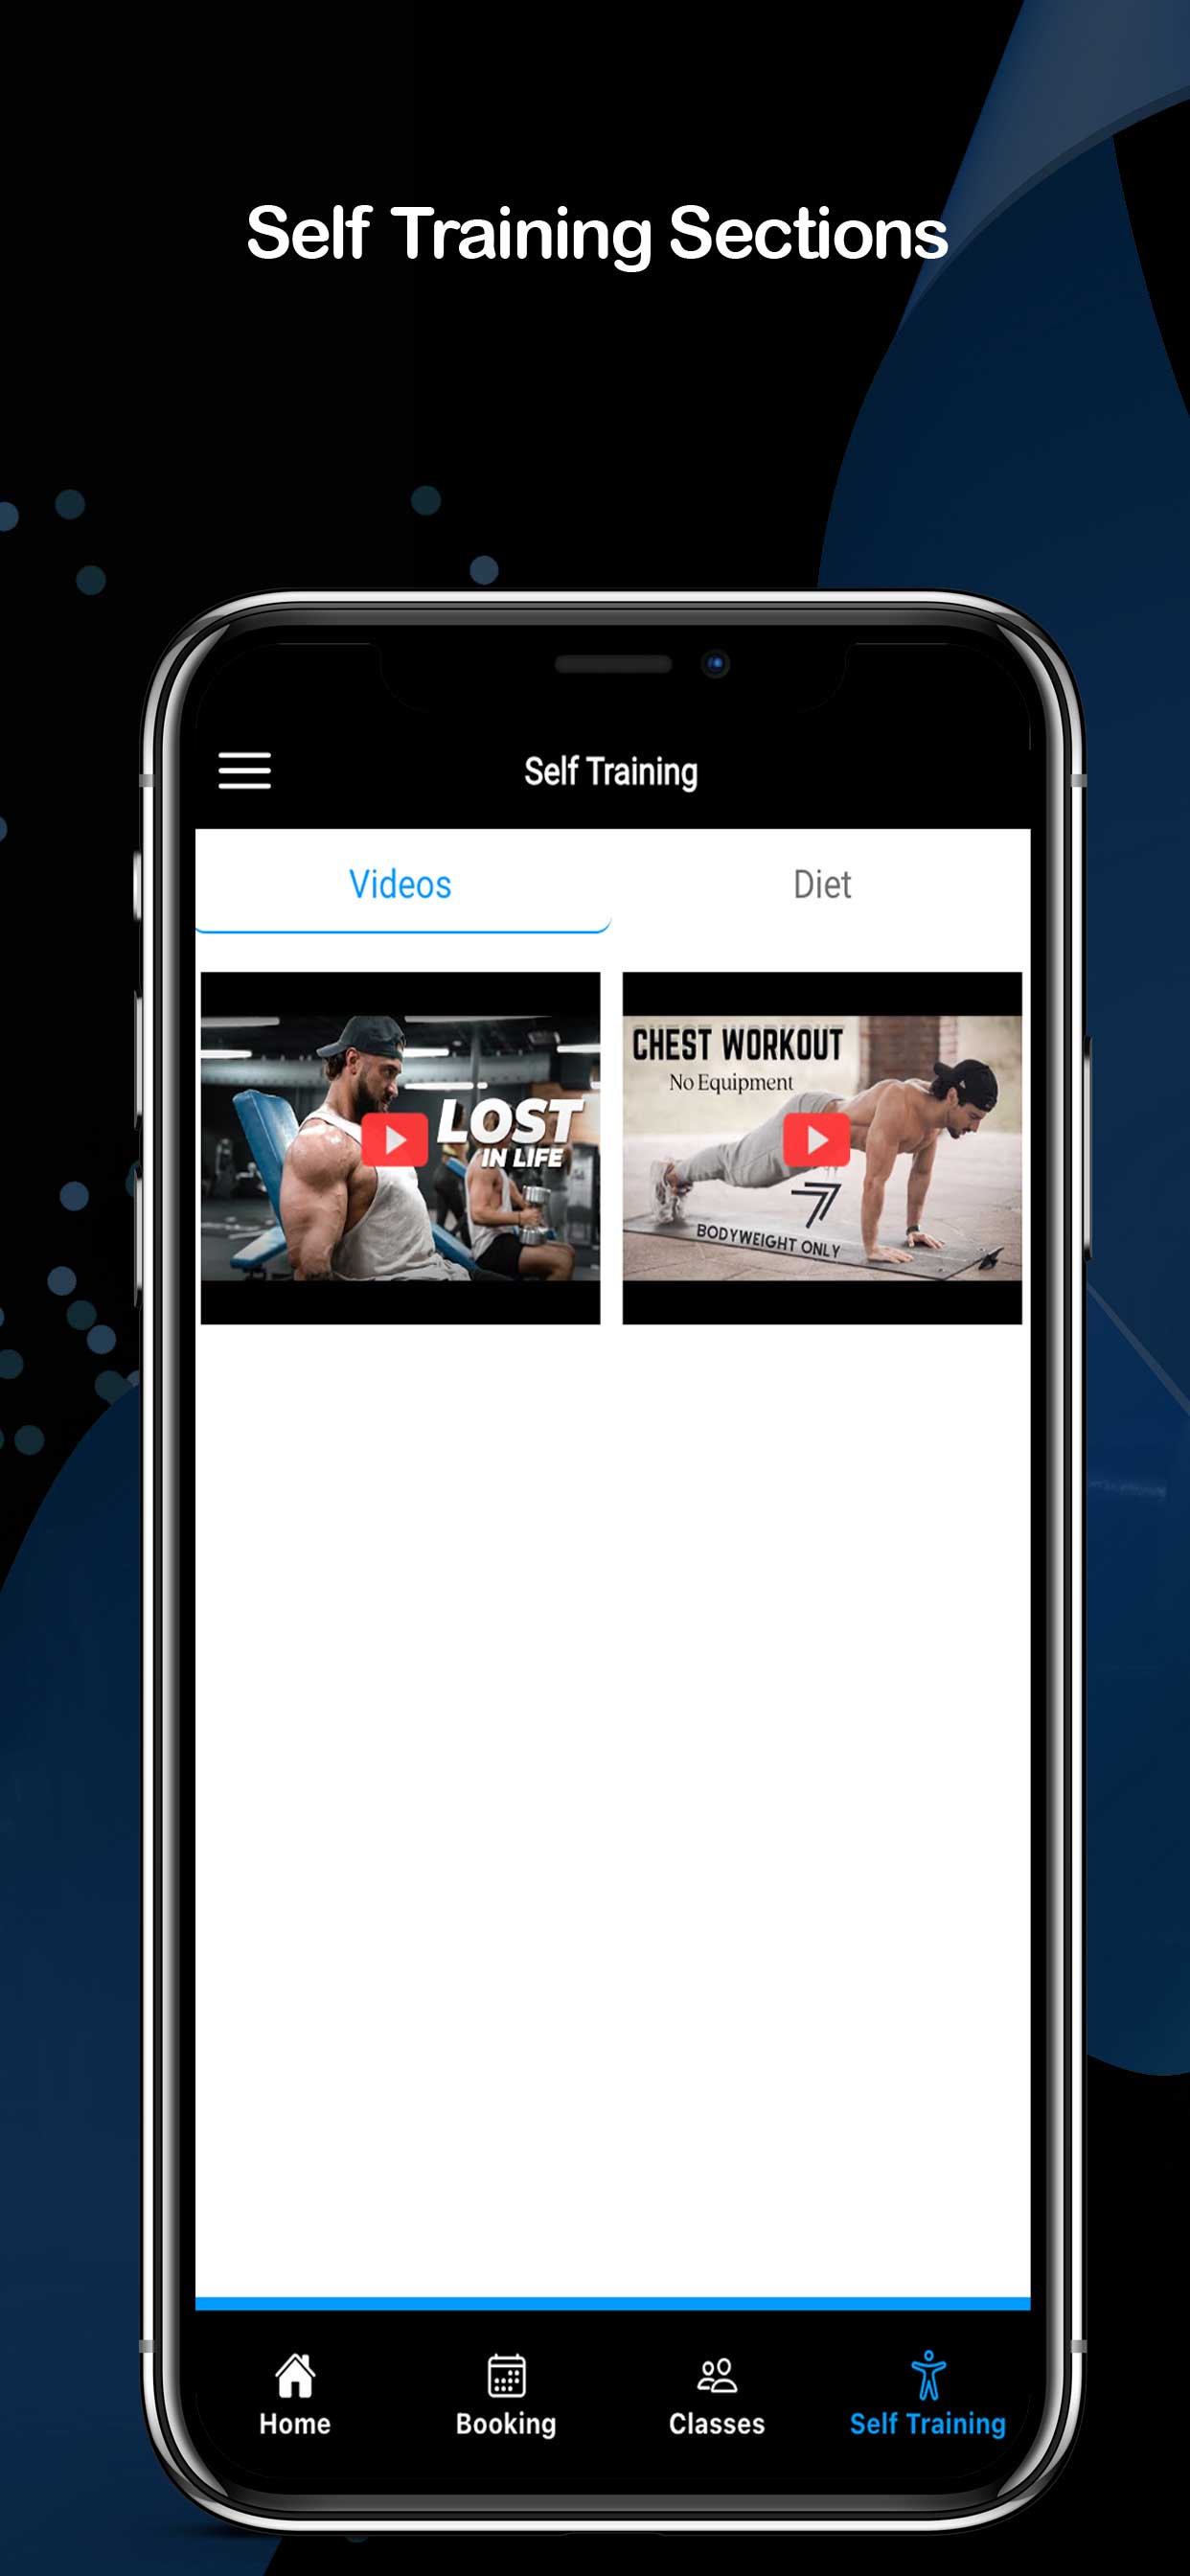 Self Training Sections
Self Training
Videos
Diet
LOST
IN LIFE
CHEST WORKOUT
No Equipment
BODYWEIGHT ONLY
Home
Booking
Classes
Self Training